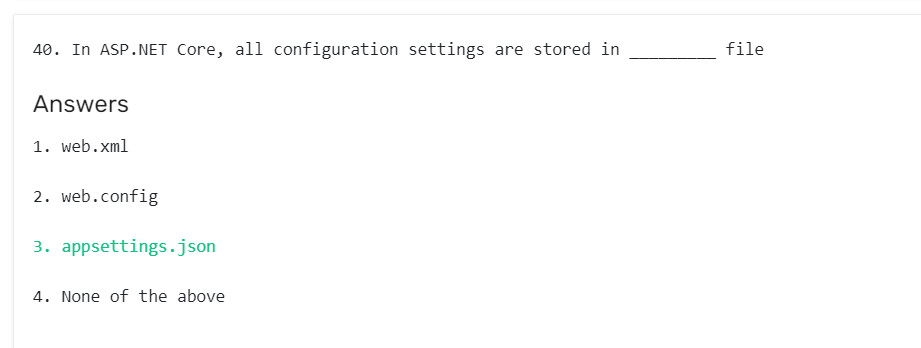 40. In ASP.NET Core, all configuration settings are stored in _________ file
Answers
1. web.xml
2. web.config
3. appsettings.json
4. None of the above